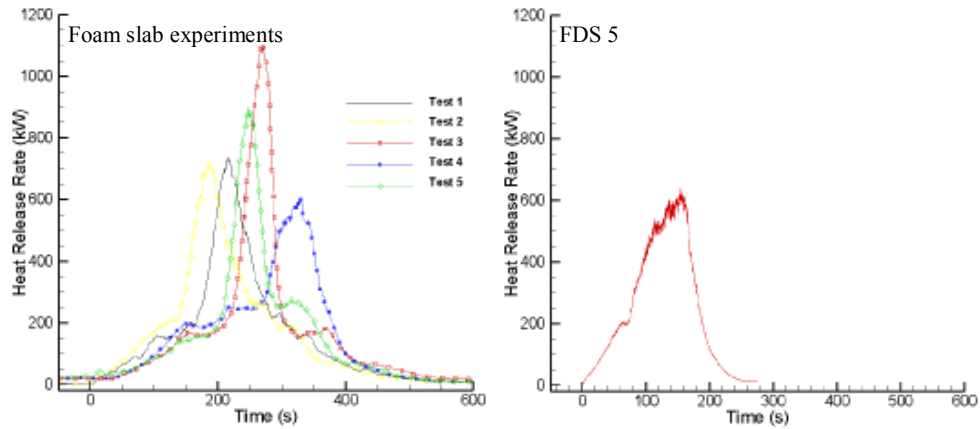 Foam slab experiments
Heat Release Rate (kW)
1200
1000
800
600
400
200
0
Test 1
Test 2
Test 3
Test 4
Test 5
0
200
400
600
Time (s)
FDS 5
Heat Release Rate (kW)
1200
1000
800
600
400
200
0
0
100
200
300
400
500
600
Time (s)